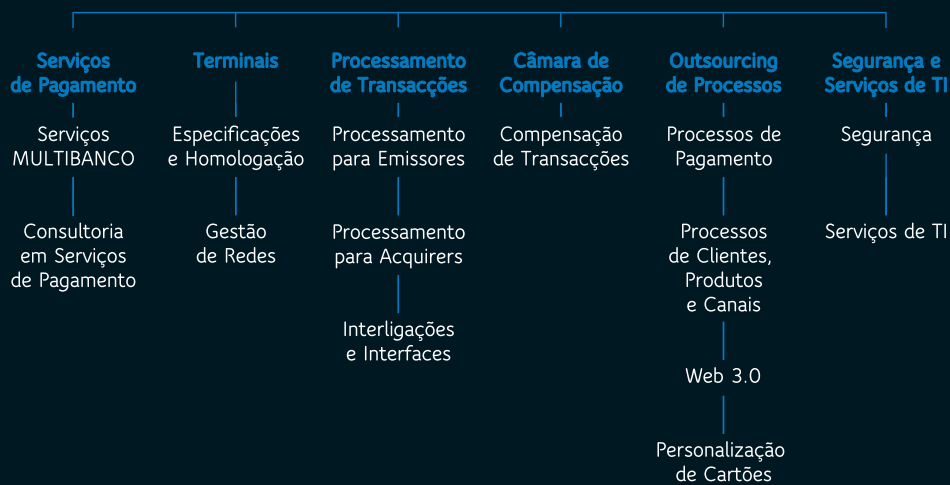 Serviços
de Pagamento
Serviços
MULTIBANCO
Consultoria
em Serviços
de Pagamento
Terminais
Especificações
e Homologação
Gestão
de Redes
Processamento
de Transacções
Processamento
para Emissores
Processamento
para Acquirers
Interligações
e Interfaces
Câmara de
Compensação
Compensação
de Transacções
Outsourcing
de Processos
Processos de
Pagamento
Processos
de Clientes,
Produtos
e Canais
Web 3.0
Personalização
de Cartões
Segurança e
Serviços de TI
Segurança
Serviços de TI